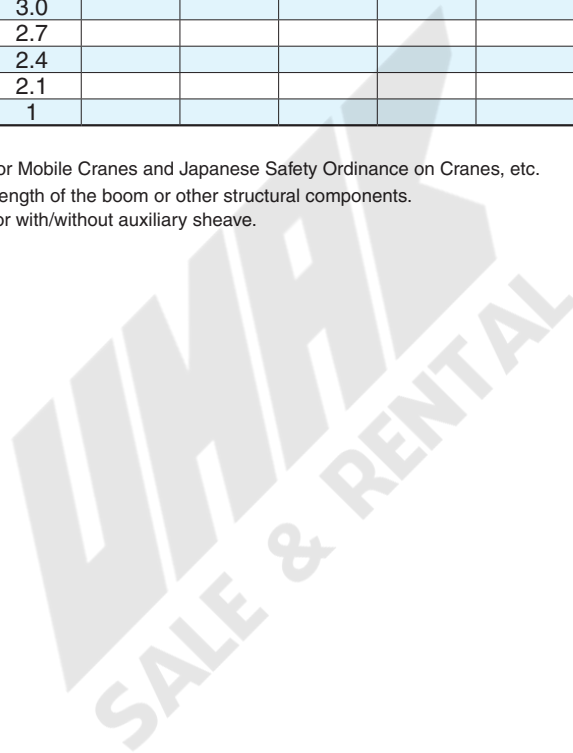 3.0
2.7
2.4
2.1
1
or Mobile Cranes and Japanese Safety Ordinance on Cranes, etc.
ength of the boom or other structural components.
or with/without auxiliary sheave.
UMAC
SALE & RENTAL